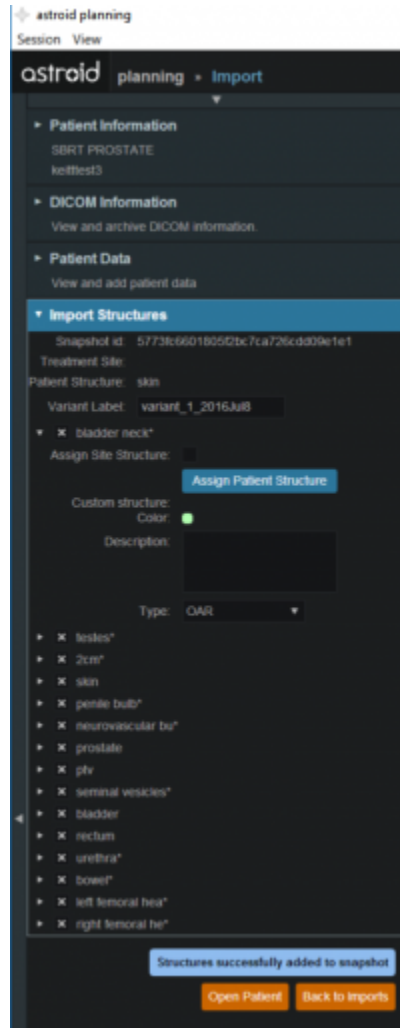 astroid planning
Session View
astroid planning Import
Patient Information
SBRT PROSTATE
keittest3
DICOM Information
View and archive DICOM information.
Patient Data
View and add patient data
Import Structures
Snapshot id:
Treatment Site:
Patient Structure: skin
Variant Label: variant_1_2016Jul8
bladder neck*
Assign Site Structure:
Assign Patient Structure
Custom structure:
Color:
Description:
Type: OAR
testes*
2cm*
skin
penile bulb*
neurovascular bu*
prostate
ptv
seminal vesicles*
bladder
rectum
urethra*
bowel*
left femoral hea*
right femoral he*
Structures successfully added to snapshot
Open Patient Back to Imports